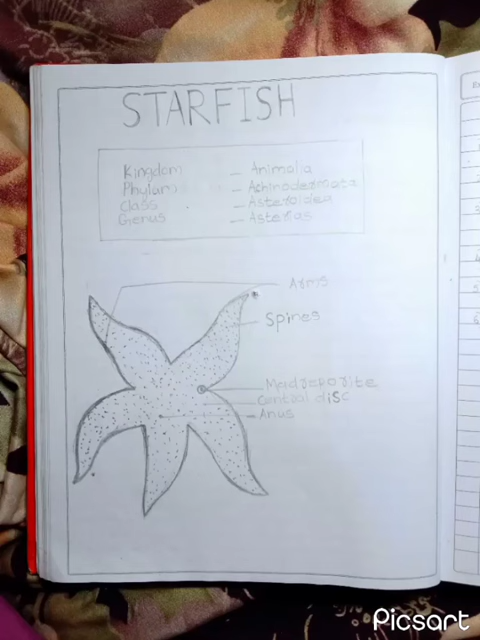 STARFISH
Kingdom — Animalia
Phylum — Achinodermata
Class — Asteroidea
Genus — Asterias
Arms
Spines
Madreporite
Central disc
Anus
Picsart